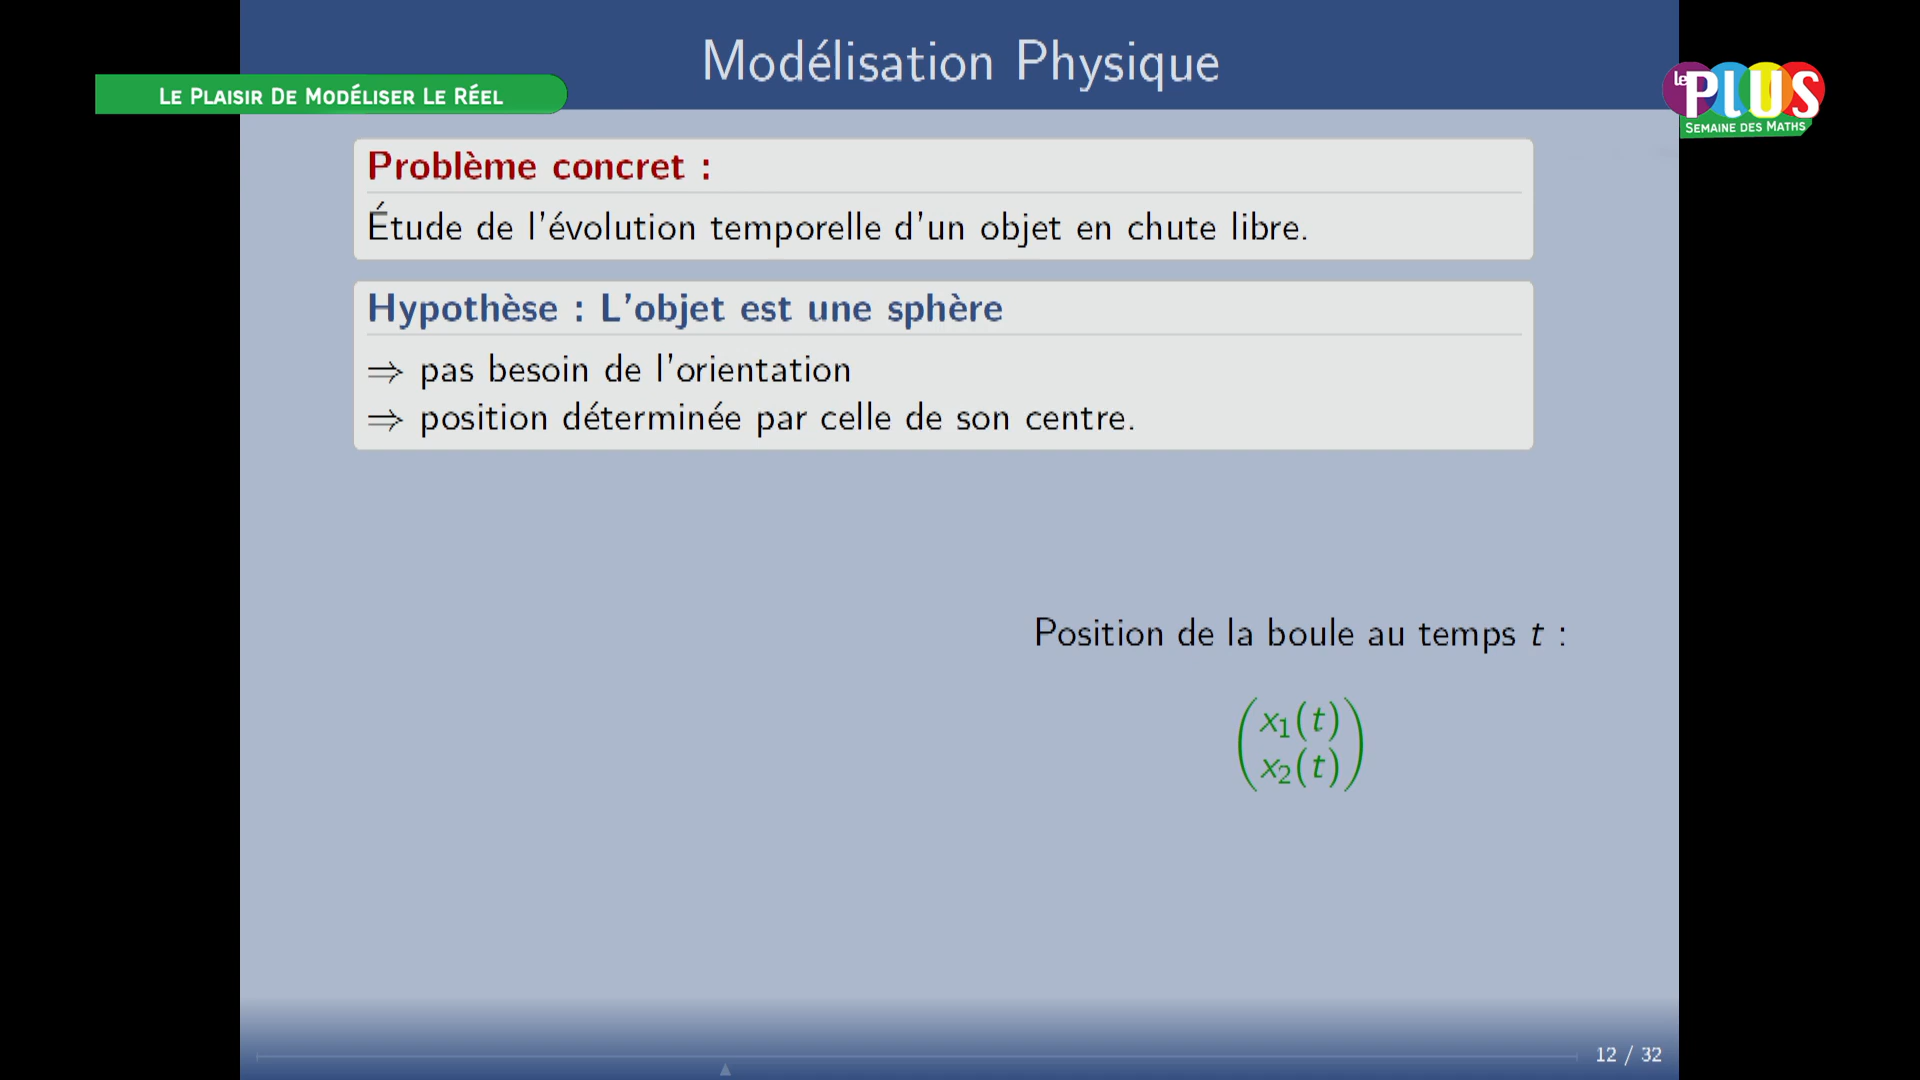 Modélisation Physique
Le Plaisir De Modéliser Le Réel
le PLUS
Semaine des Maths
Problème concret :
Étude de l'évolution temporelle d'un objet en chute libre.
Hypothèse : L'objet est une sphère
⇒ pas besoin de l'orientation
⇒ position déterminée par celle de son centre.
Position de la boule au temps t :
x₁(t)
x₂(t)
12 / 32